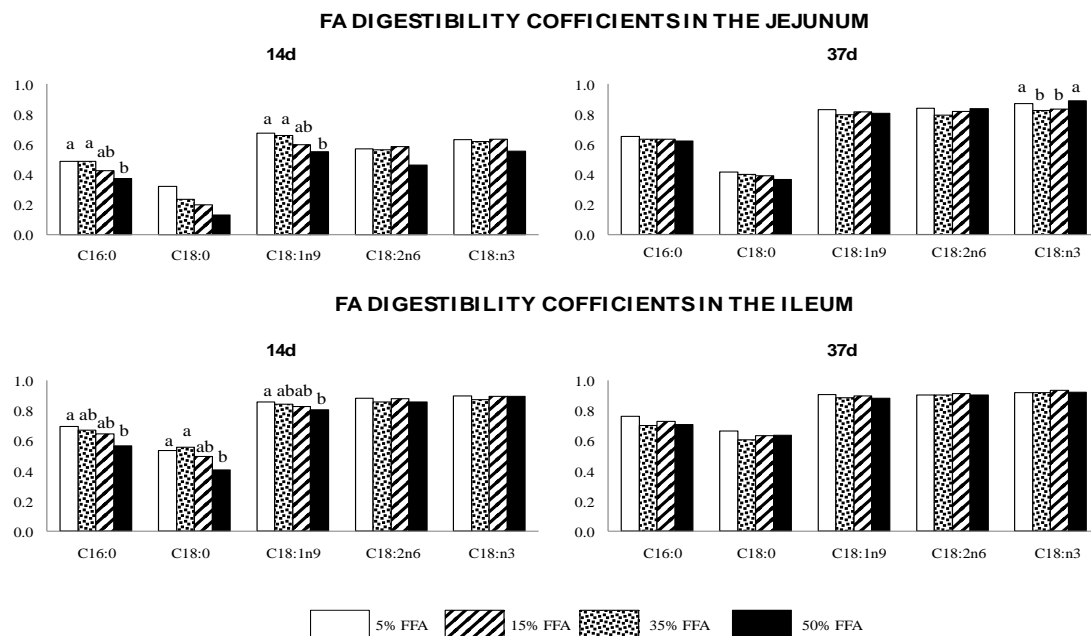 FA DIGESTIBILITY COFFICIENTS IN THE JEJUNUM
14d
37d
1.0
0.8
0.6
0.4
0.2
0.0
a a ab b
a a ab b
C16:0 C18:0 C18:1n9 C18:2n6 C18:n3
1.0
0.8
0.6
0.4
0.2
0.0
a b b a
C16:0 C18:0 C18:1n9 C18:2n6 C18:n3
FA DIGESTIBILITY COFFICIENTS IN THE ILEUM
14d
37d
1.0
0.8
0.6
0.4
0.2
0.0
a ab ab b
a a ab b
a abab b
C16:0 C18:0 C18:1n9 C18:2n6 C18:n3
1.0
0.8
0.6
0.4
0.2
0.0
C16:0 C18:0 C18:1n9 C18:2n6 C18:n3
5% FFA 15% FFA 35% FFA 50% FFA